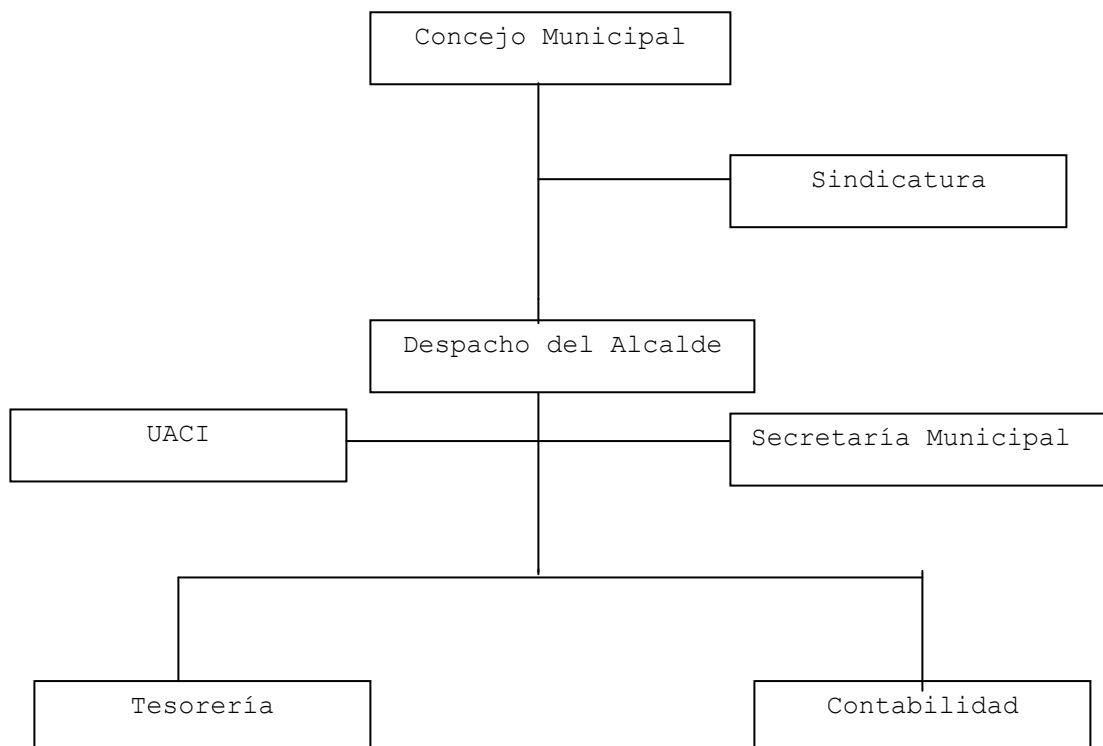 Concejo Municipal
Sindicatura
Despacho del Alcalde
UACI
Secretaría Municipal
Tesorería
Contabilidad